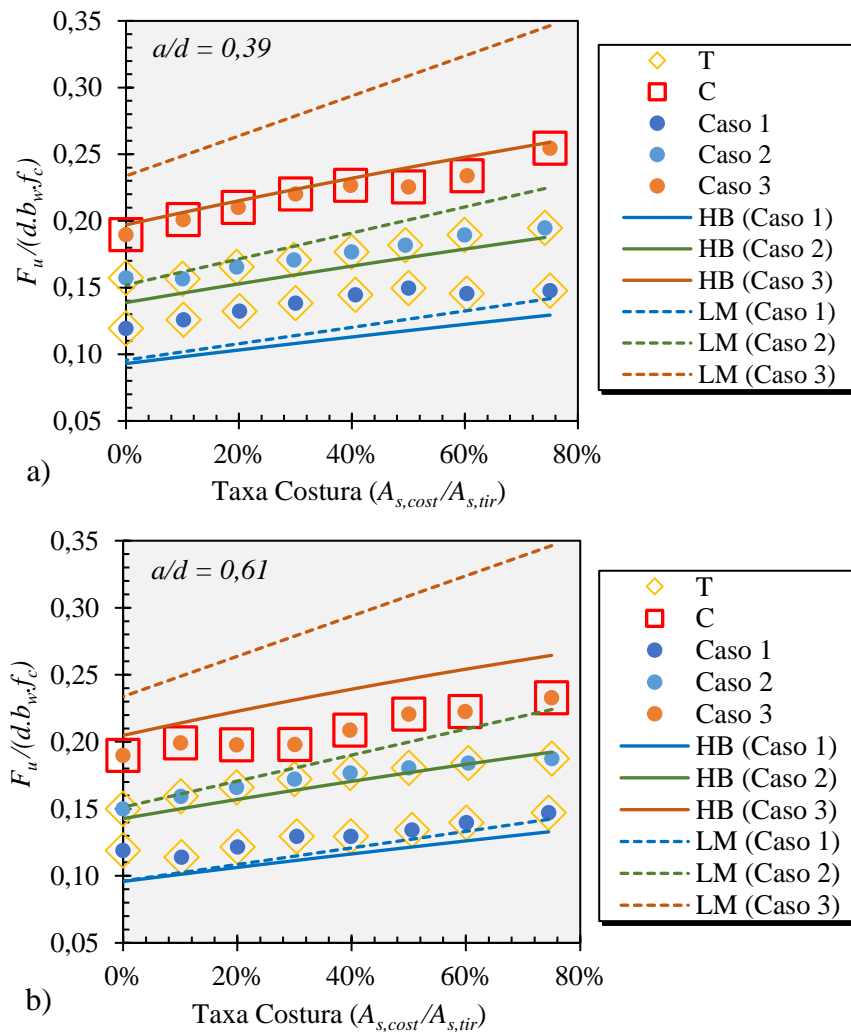 a/d = 0,39
0,35
0,30
0,25
0,20
0,15
0,10
0,05
F_u/(d.b_w.f_c)
0% 20% 40% 60% 80%
Taxa Costura (A_{s,cost}/A_{s,tir})
a)
T
C
Caso 1
Caso 2
Caso 3
HB (Caso 1)
HB (Caso 2)
HB (Caso 3)
LM (Caso 1)
LM (Caso 2)
LM (Caso 3)
a/d = 0,61
0,35
0,30
0,25
0,20
0,15
0,10
0,05
F_u/(d.b_w.f_c)
0% 20% 40% 60% 80%
Taxa Costura (A_{s,cost}/A_{s,tir})
b)
T
C
Caso 1
Caso 2
Caso 3
HB (Caso 1)
HB (Caso 2)
HB (Caso 3)
LM (Caso 1)
LM (Caso 2)
LM (Caso 3)